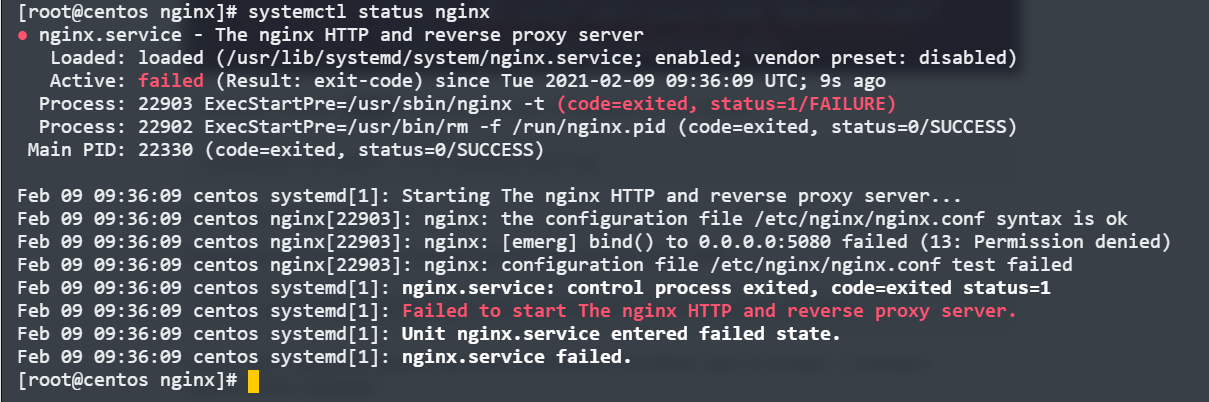 [root@centos nginx]# systemctl status nginx
● nginx.service - The nginx HTTP and reverse proxy server
   Loaded: loaded (/usr/lib/systemd/system/nginx.service; enabled; vendor preset: disabled)
   Active: failed (Result: exit-code) since Tue 2021-02-09 09:36:09 UTC; 9s ago
  Process: 22903 ExecStartPre=/usr/sbin/nginx -t (code=exited, status=1/FAILURE)
  Process: 22902 ExecStartPre=/usr/bin/rm -f /run/nginx.pid (code=exited, status=0/SUCCESS)
 Main PID: 22330 (code=exited, status=0/SUCCESS)

Feb 09 09:36:09 centos systemd[1]: Starting The nginx HTTP and reverse proxy server...
Feb 09 09:36:09 centos nginx[22903]: nginx: the configuration file /etc/nginx/nginx.conf syntax is ok
Feb 09 09:36:09 centos nginx[22903]: nginx: [emerg] bind() to 0.0.0.0:5080 failed (13: Permission denied)
Feb 09 09:36:09 centos nginx[22903]: nginx: configuration file /etc/nginx/nginx.conf test failed
Feb 09 09:36:09 centos systemd[1]: nginx.service: control process exited, code=exited status=1
Feb 09 09:36:09 centos systemd[1]: Failed to start The nginx HTTP and reverse proxy server.
Feb 09 09:36:09 centos systemd[1]: Unit nginx.service entered failed state.
Feb 09 09:36:09 centos systemd[1]: nginx.service failed.
[root@centos nginx]#